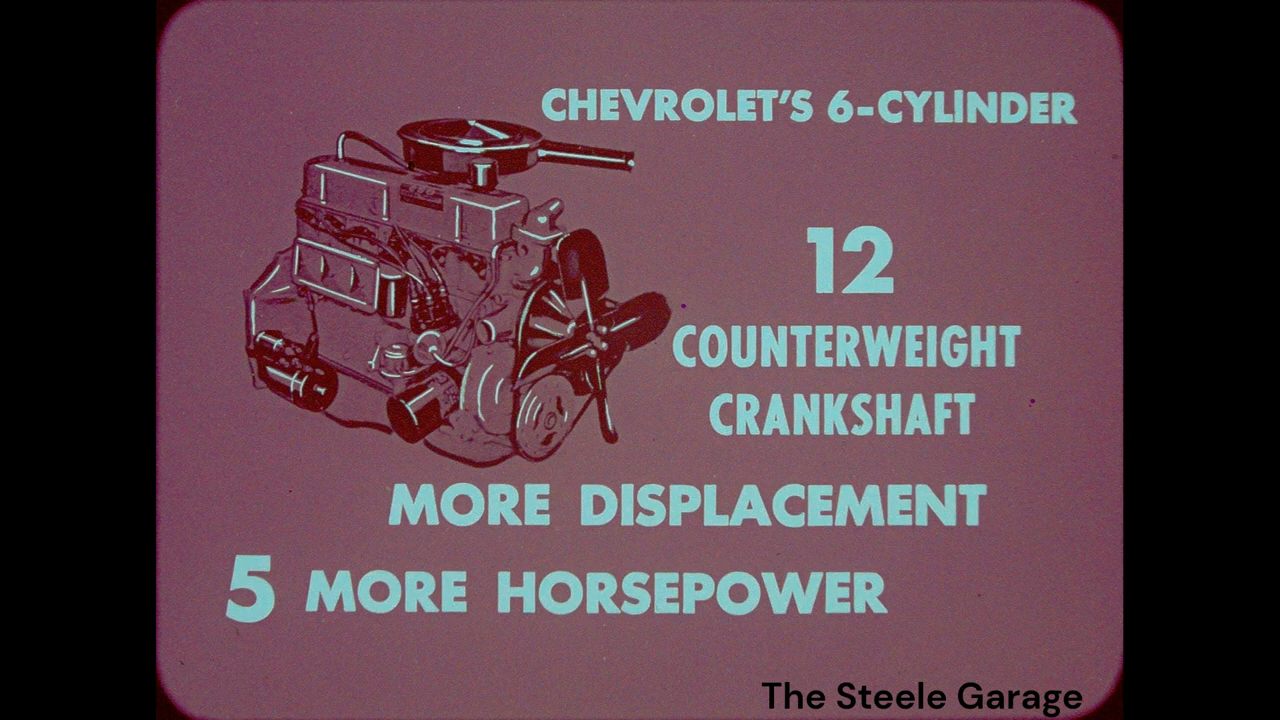 CHEVROLET'S 6-CYLINDER
12
COUNTERWEIGHT
CRANKSHAFT
MORE DISPLACEMENT
5 MORE HORSEPOWER
The Steele Garage